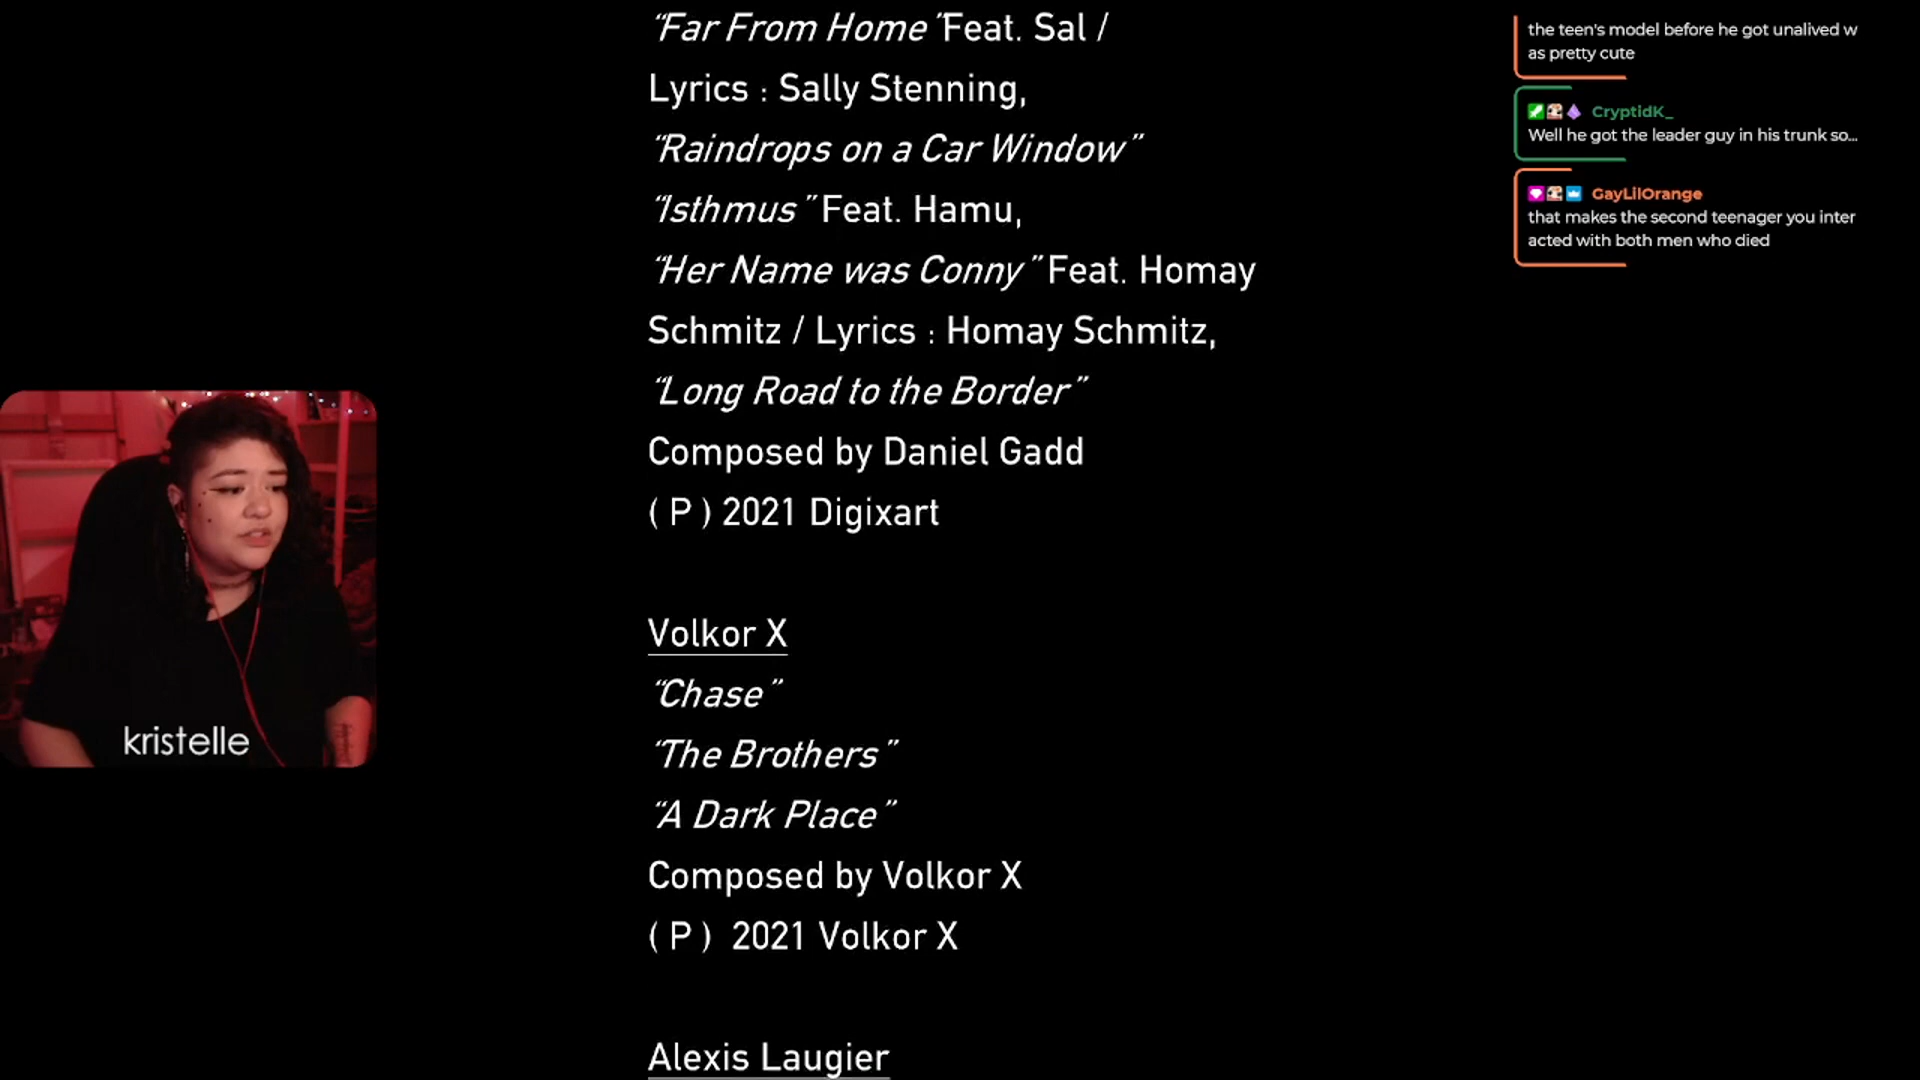 “Far From Home” Feat. Sal /
Lyrics : Sally Stenning,
“Raindrops on a Car Window”
“Isthmus” Feat. Hamu,
“Her Name was Conny” Feat. Homay
Schmitz / Lyrics : Homay Schmitz,
“Long Road to the Border”
Composed by Daniel Gadd
( P ) 2021 Digixart
Volkor X
“Chase”
“The Brothers”
“A Dark Place”
Composed by Volkor X
( P ) 2021 Volkor X
Alexis Laugier
kristelle
the teen's model before he got unalived w
as pretty cute
CryptidK_
Well he got the leader guy in his trunk so...
GayLilOrange
that makes the second teenager you inter
acted with both men who died